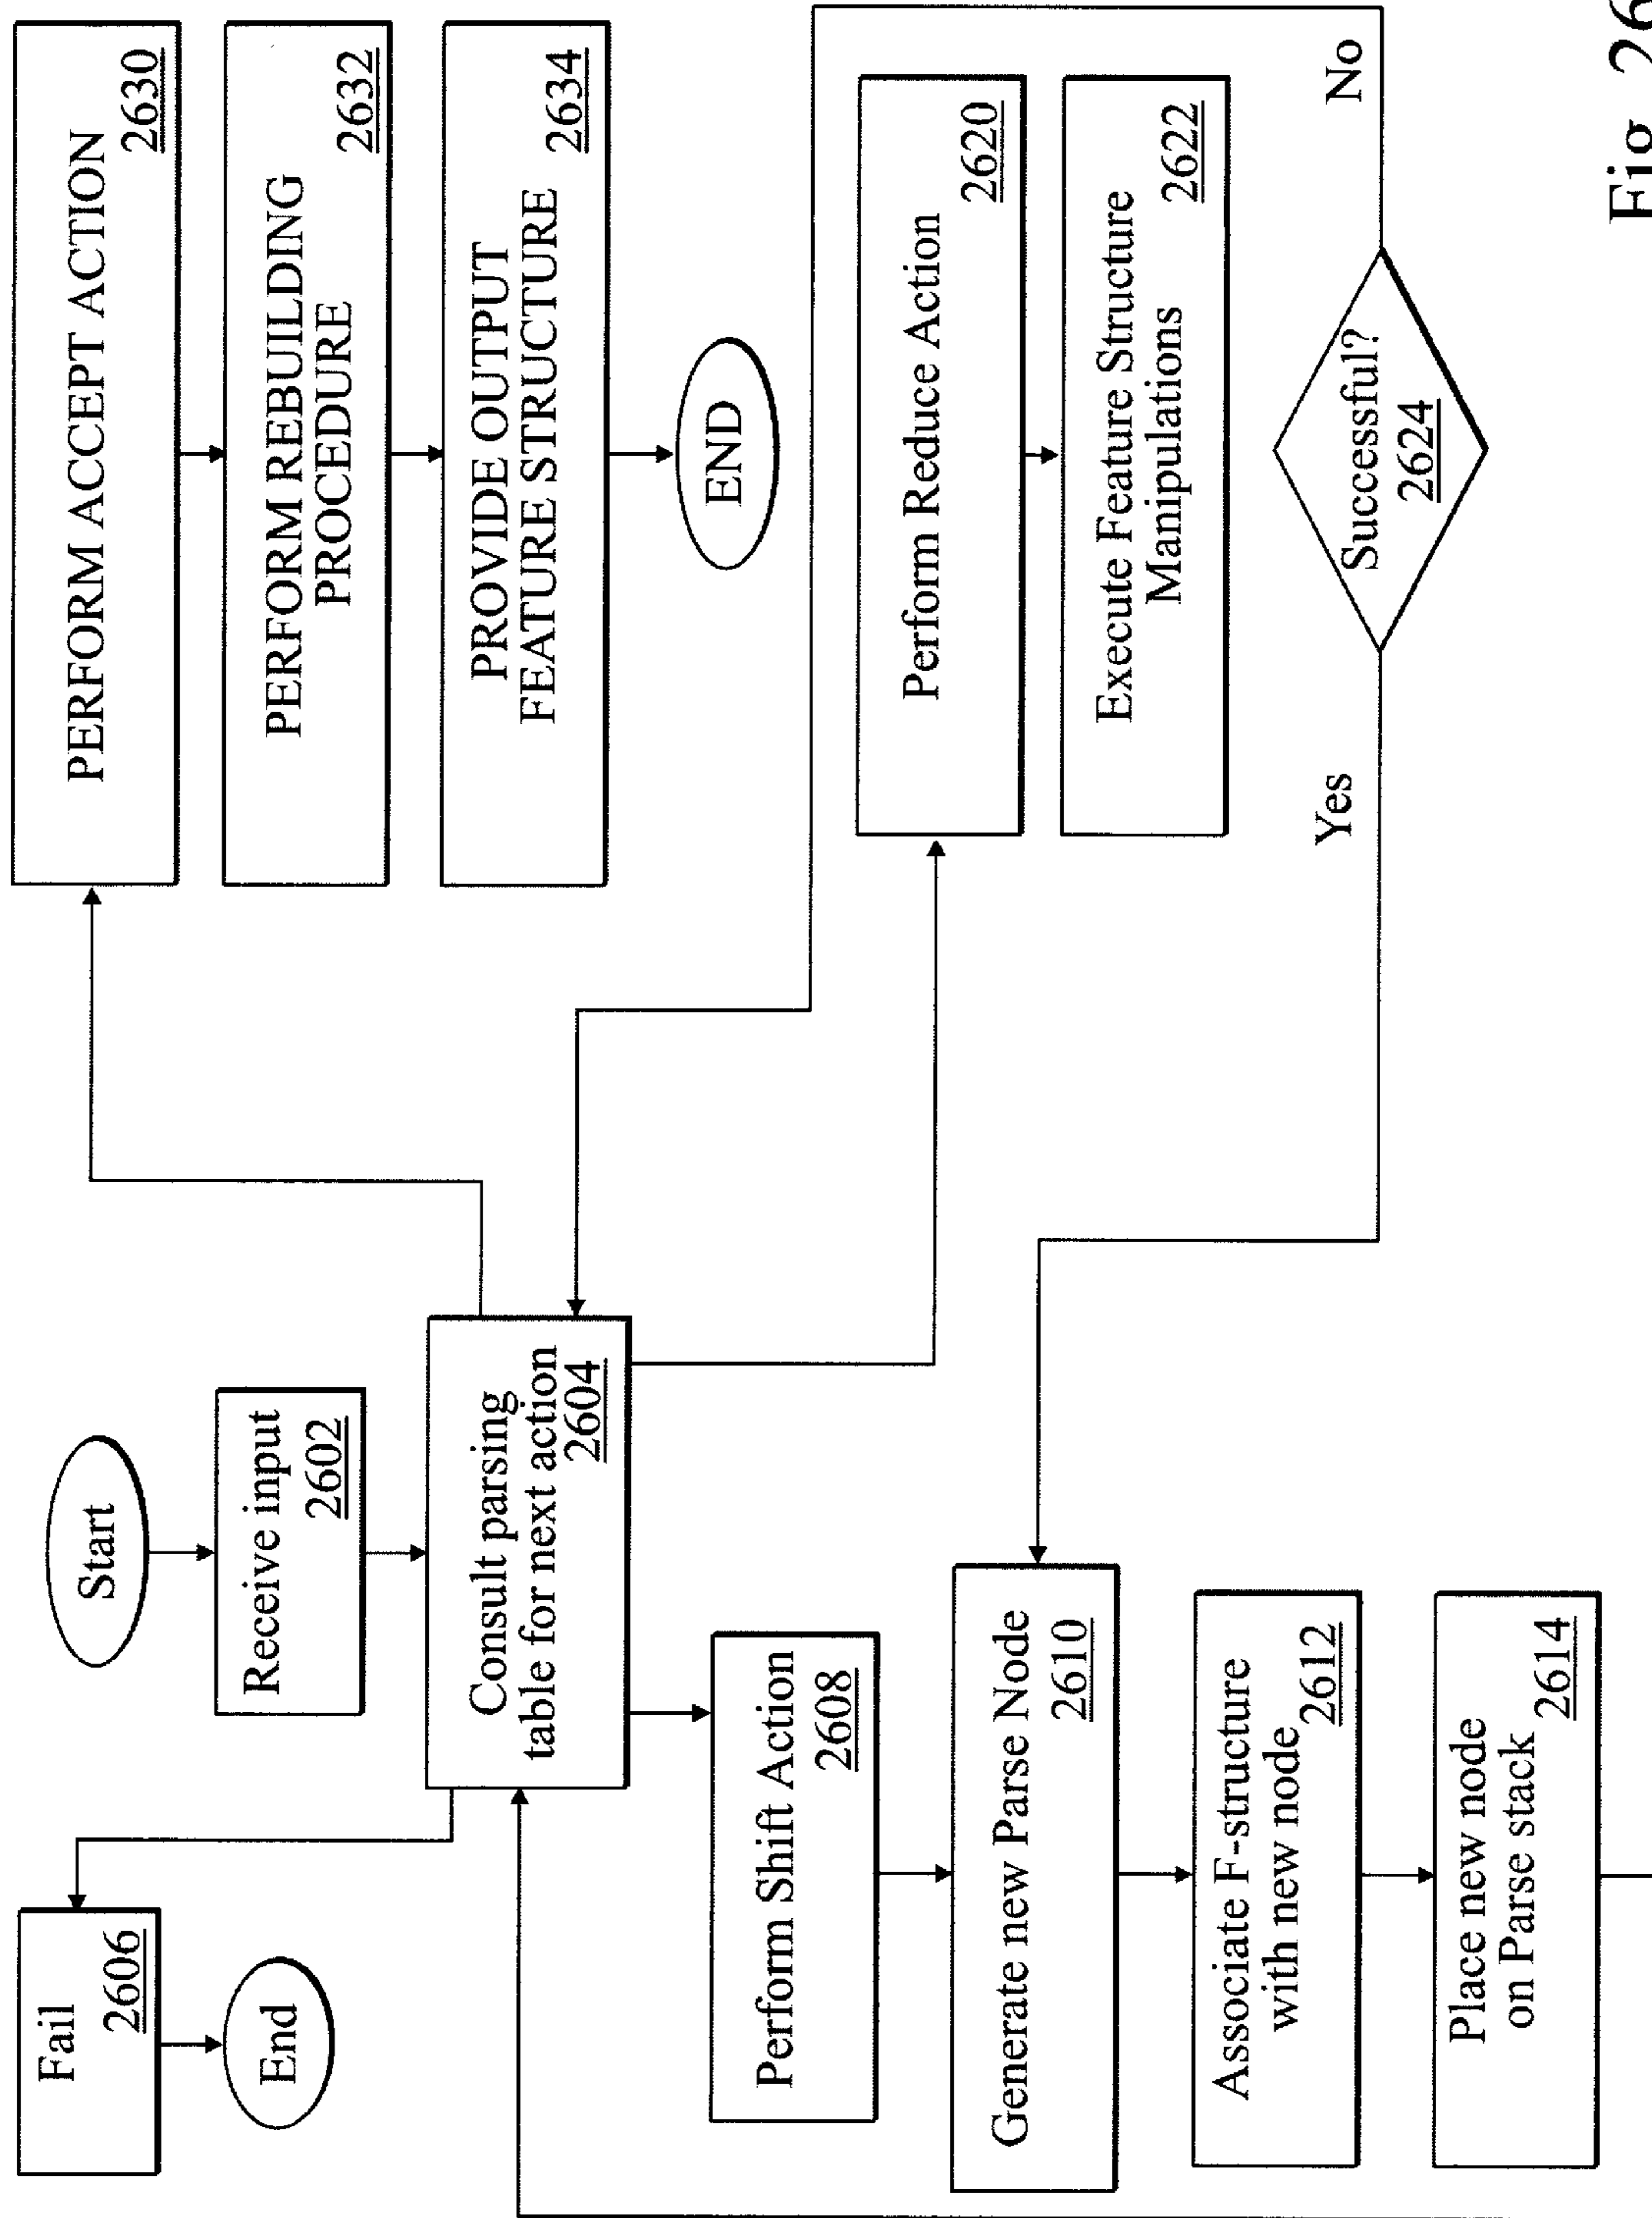 Start
Receive input
2602
Consult parsing
table for next action
2604
Fail
2606
End
Perform Shift Action
2608
Generate new Parse Node
2610
Associate F-structure
with new node
2612
Place new node
on Parse stack
2614
PERFORM ACCEPT ACTION
2630
PERFORM REBUILDING
2632
PROCEDURE
PROVIDE OUTPUT
FEATURE STRUCTURE
2634
END
Perform Reduce Action
2620
Execute Feature Structure
Manipulations
2622
Successful?
2624
Yes
No
Fig. 26